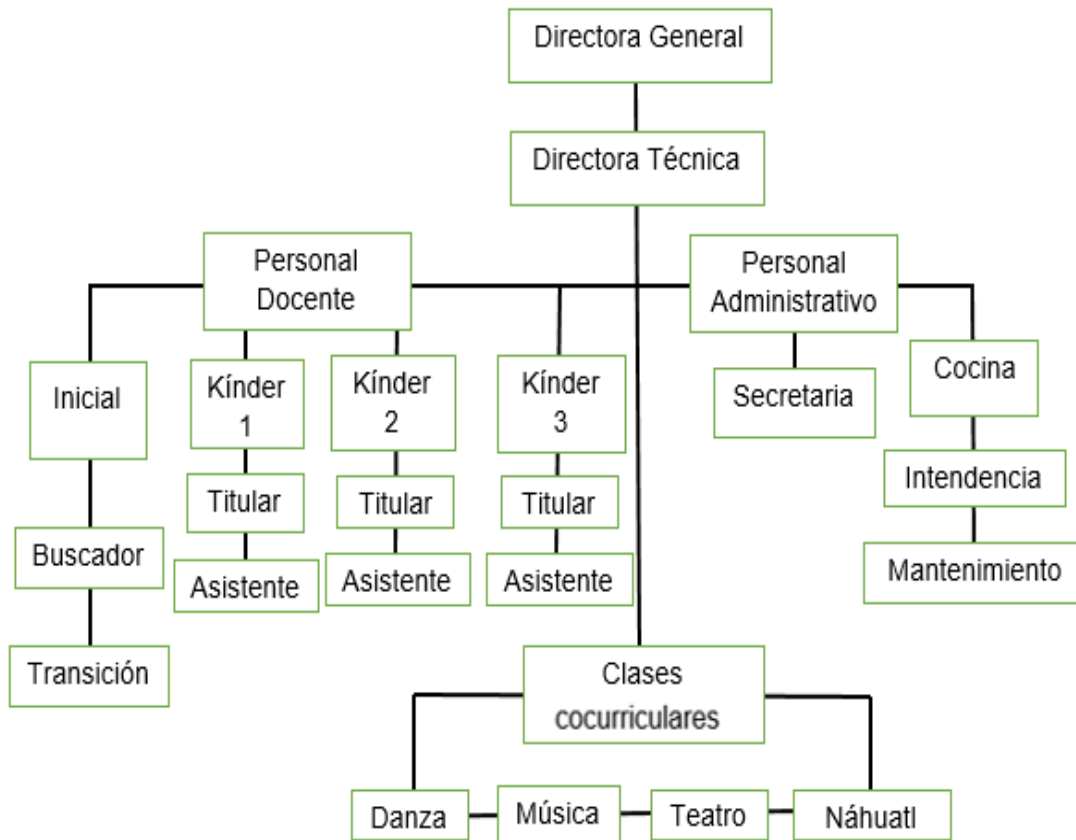 Directora General
Directora Técnica
Personal
Docente
Personal
Administrativo
Inicial
Kínder
1
Kínder
2
Kínder
3
Secretaria
Cocina
Titular
Titular
Titular
Intendencia
Buscador
Asistente
Asistente
Asistente
Mantenimiento
Transición
Clases
cocurriculares
Danza
Música
Teatro
Náhuatl